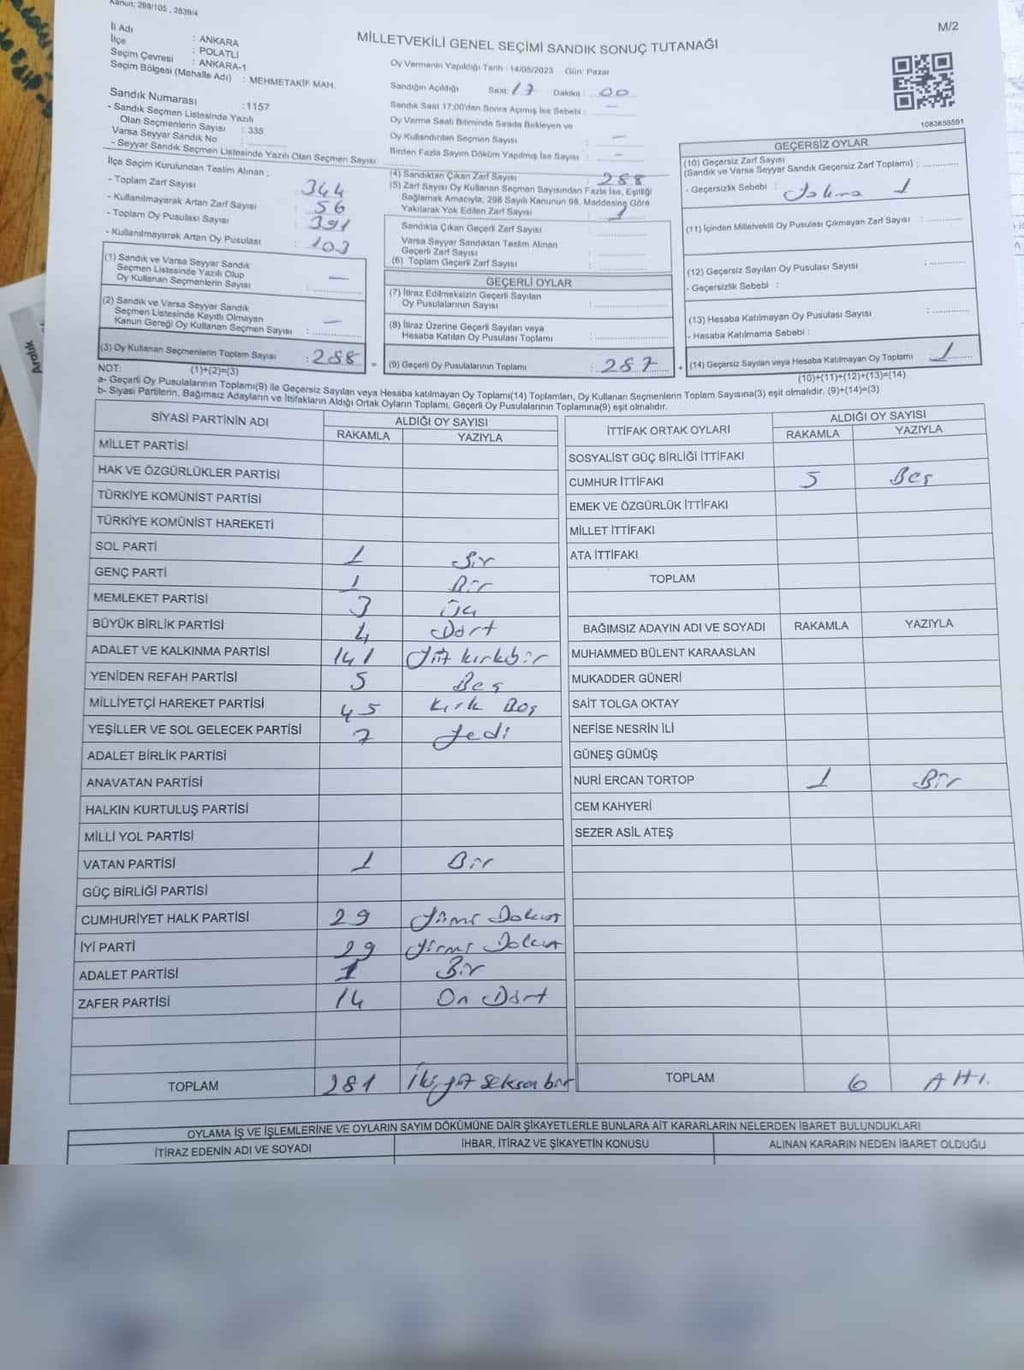 Kanun: 298/105 , 2839/4
M/2
MİLLETVEKİLİ GENEL SEÇİMİ SANDIK SONUÇ TUTANAĞI
İl Adı : ANKARA
İlçe : POLATLI
Seçim Çevresi : ANKARA-1
Seçim Bölgesi (Mahalle Adı) : MEHMETAKİF MAH.
Sandık Numarası : 1157
- Sandık Seçmen Listesinde Yazılı
Olan Seçmenlerin Sayısı : 335
Varsa Seyyar Sandık No :
- Seyyar Sandık Seçmen Listesinde Yazılı Olan Seçmen Sayısı
Oy Vermenin Yapıldığı Tarih : 14/05/2023 Gün: Pazar
Sandığın Açıldığı Saat: 17 Dakika : 00
Sandık Saat 17:00'den Sonra Açılmış İse Sebebi : —
Oy Verme Saati Bitiminde Sırada Bekleyen ve
Oy Kullandırılan Seçmen Sayısı : —
Birden Fazla Sayım Döküm Yapılmış İse Sayısı : —
1083659501
İlçe Seçim Kurulundan Teslim Alınan :
- Toplam Zarf Sayısı 344
- Kullanılmayarak Artan Zarf Sayısı 56
- Toplam Oy Pusulası Sayısı 391
- Kullanılmayarak Artan Oy Pusulası 103
(1) Sandık ve Varsa Seyyar Sandık
Seçmen Listesinde Yazılı Olup
Oy Kullanan Seçmenlerin Sayısı : —
(2) Sandık ve Varsa Seyyar Sandık
Seçmen Listesinde Kayıtlı Olmayan
Kanun Gereği Oy Kullanan Seçmen Sayısı : —
(3) Oy Kullanan Seçmenlerin Toplam Sayısı : 288
(1)+(2)=(3)
(4) Sandıktan Çıkan Zarf Sayısı : 288
(5) Zarf Sayısı Oy Kullanan Seçmen Sayısından Fazla İse, Eşitliği
Sağlamak Amacıyla, 298 Sayılı Kanunun 98. Maddesine Göre
Yakılarak Yok Edilen Zarf Sayısı : 1
Sandıkta Çıkan Geçerli Zarf Sayısı :
Varsa Seyyar Sandıktan Teslim Alınan
Geçerli Zarf Sayısı :
(6) Toplam Geçerli Zarf Sayısı :
GEÇERLİ OYLAR
(7) İtiraz Edilmeksizin Geçerli Sayılan
Oy Pusulalarının Sayısı :
(8) İtiraz Üzerine Geçerli Sayılan veya
Hesaba Katılan Oy Pusulası Toplamı :
= (9) Geçerli Oy Pusulalarının Toplamı : 287 +
GEÇERSİZ OYLAR
(10) Geçersiz Zarf Sayısı
(Sandık ve Varsa Seyyar Sandık Geçersiz Zarf Toplamı) :
- Geçersizlik Sebebi : 1
(11) İçinden Milletvekili Oy Pusulası Çıkmayan Zarf Sayısı :
(12) Geçersiz Sayılan Oy Pusulası Sayısı :
- Geçersizlik Sebebi :
(13) Hesaba Katılmayan Oy Pusulası Sayısı :
- Hesaba Katılmama Sebebi :
(14) Geçersiz Sayılan veya Hesaba Katılmayan Oy Toplamı : 1
(10)+(11)+(12)+(13)=(14)
NOT:
a- Geçerli Oy Pusulalarının Toplamı(9) ile Geçersiz Sayılan veya Hesaba katılmayan Oy Toplamı(14) Toplamları, Oy Kullanan Seçmenlerin Toplam Sayısına(3) eşit olmalıdır. (9)+(14)=(3)
b- Siyasi Partilerin, Bağımsız Adayların ve İttifakların Aldığı Ortak Oyların Toplamı, Geçerli Oy Pusulalarının Toplamına(9) eşit olmalıdır.
SİYASİ PARTİNİN ADI ALDIĞI OY SAYISI
RAKAMLA YAZIYLA
MİLLET PARTİSİ
HAK VE ÖZGÜRLÜKLER PARTİSİ
TÜRKİYE KOMÜNİST PARTİSİ
TÜRKİYE KOMÜNİST HAREKETİ
SOL PARTİ 1 Bir
GENÇ PARTİ 1 Bir
MEMLEKET PARTİSİ 3 Üç
BÜYÜK BİRLİK PARTİSİ 4 Dört
ADALET VE KALKINMA PARTİSİ 141 Yüz kırkbir
YENİDEN REFAH PARTİSİ 5 Beş
MİLLİYETÇİ HAREKET PARTİSİ 45 Kırk Beş
YEŞİLLER VE SOL GELECEK PARTİSİ 7 Yedi
ADALET BİRLİK PARTİSİ
ANAVATAN PARTİSİ
HALKIN KURTULUŞ PARTİSİ
MİLLİ YOL PARTİSİ
VATAN PARTİSİ 1 Bir
GÜÇ BİRLİĞİ PARTİSİ
CUMHURİYET HALK PARTİSİ 29 Yirmi Dokuz
İYİ PARTİ 29 Yirmi Dokuz
ADALET PARTİSİ 1 Bir
ZAFER PARTİSİ 14 On Dört
TOPLAM 281 İkiyüz Seksen bir
İTTİFAK ORTAK OYLARI ALDIĞI OY SAYISI
RAKAMLA YAZIYLA
SOSYALİST GÜÇ BİRLİĞİ İTTİFAKI
CUMHUR İTTİFAKI 5 Beş
EMEK VE ÖZGÜRLÜK İTTİFAKI
MİLLET İTTİFAKI
ATA İTTİFAKI
TOPLAM
BAĞIMSIZ ADAYIN ADI VE SOYADI RAKAMLA YAZIYLA
MUHAMMED BÜLENT KARAASLAN
MUKADDER GÜNERİ
SAİT TOLGA OKTAY
NEFİSE NESRİN İLİ
GÜNEŞ GÜMÜŞ
NURİ ERCAN TORTOP 1 Bir
CEM KAHYERİ
SEZER ASİL ATEŞ
TOPLAM 6 Altı.
OYLAMA İŞ VE İŞLEMLERİNE VE OYLARIN SAYIM DÖKÜMÜNE DAİR ŞİKAYETLERLE BUNLARA AİT KARARLARIN NELERDEN İBARET BULUNDUKLARI
İTİRAZ EDENİN ADI VE SOYADI İHBAR, İTİRAZ VE ŞİKAYETİN KONUSU ALINAN KARARIN NEDEN İBARET OLDUĞU
Aralık